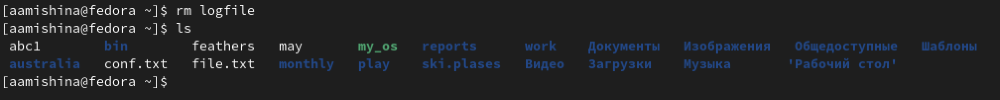 [aamishina@fedora ~]$ rm logfile
[aamishina@fedora ~]$ ls
abc1 bin feathers may my_os reports work Документы Изображения Общедоступные Шаблоны
australia conf.txt file.txt monthly play ski.plases Видео Загрузки Музыка 'Рабочий стол'
[aamishina@fedora ~]$